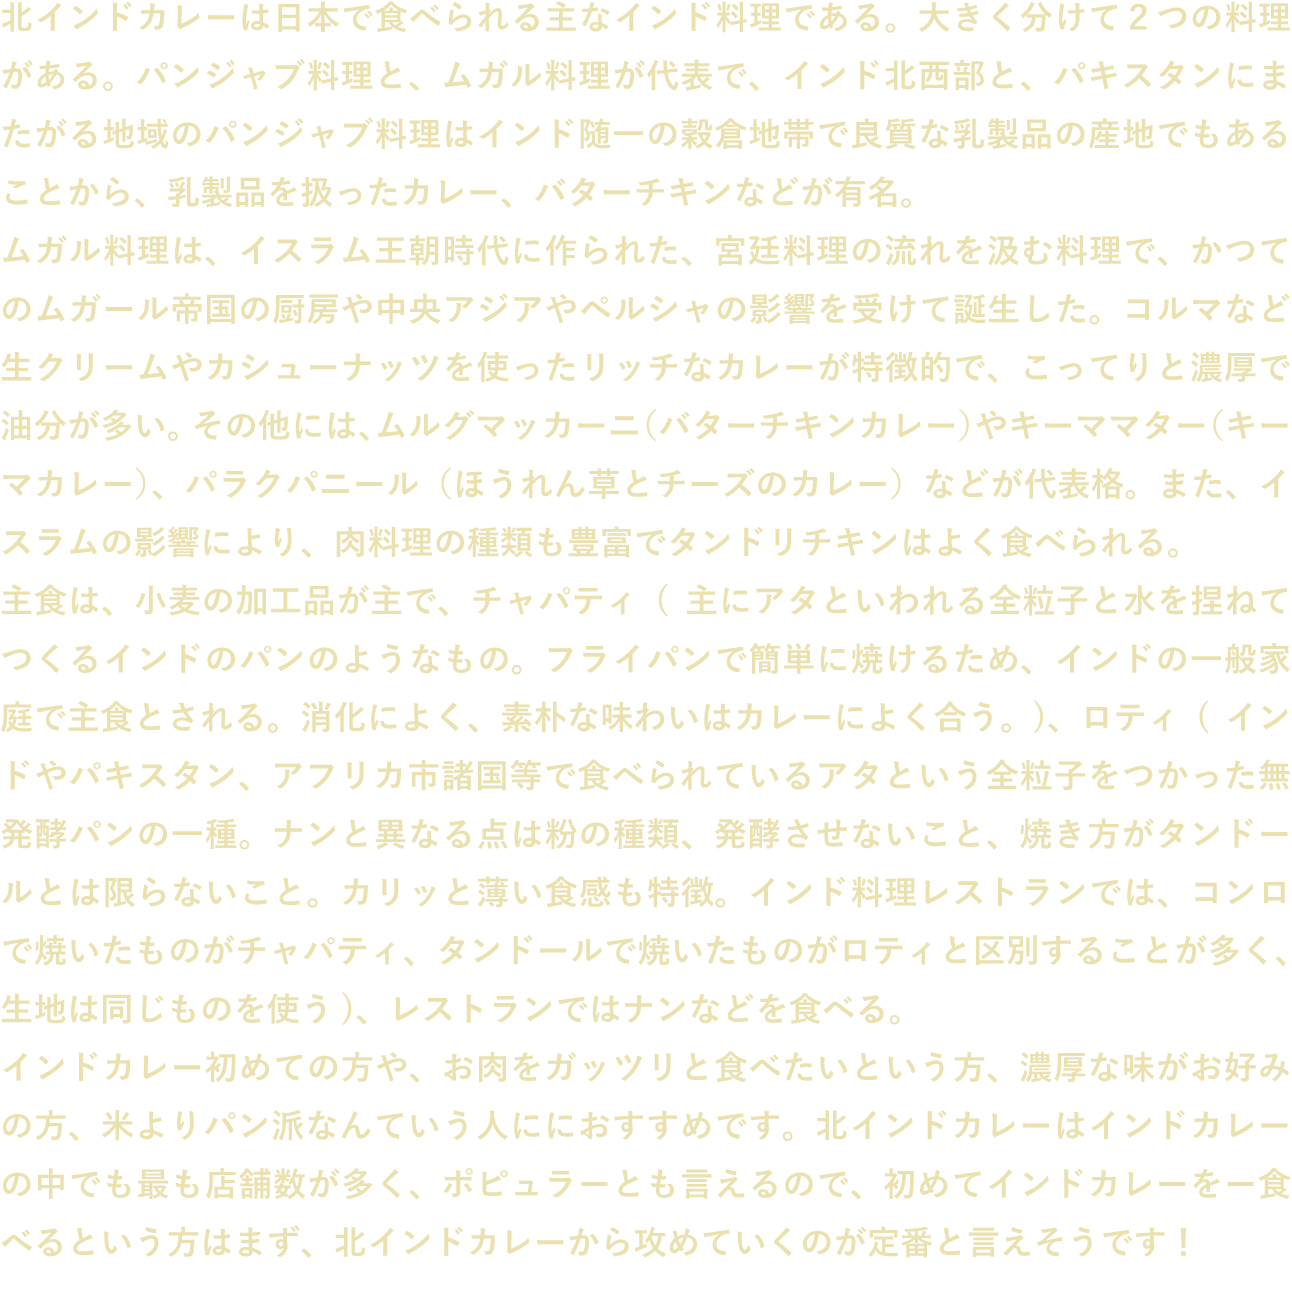 北インドカレーは日本で食べられる主なインド料理である。大きく分けて２つの料理
がある。パンジャブ料理と、ムガル料理が代表で、インド北西部と、パキスタンにま
たがる地域のパンジャブ料理はインド随一の穀倉地帯で良質な乳製品の産地でもある
ことから、乳製品を扱ったカレー、バターチキンなどが有名。
ムガル料理は、イスラム王朝時代に作られた、宮廷料理の流れを汲む料理で、かつて
のムガール帝国の厨房や中央アジアやペルシャの影響を受けて誕生した。コルマなど
生クリームやカシューナッツを使ったリッチなカレーが特徴的で、こってりと濃厚で
油分が多い。その他には、ムルグマッカーニ(バターチキンカレー)やキーママター(キー
マカレー)、パラクパニール（ほうれん草とチーズのカレー）などが代表格。また、イ
スラムの影響により、肉料理の種類も豊富でタンドリチキンはよく食べられる。
主食は、小麦の加工品が主で、チャパティ ( 主にアタといわれる全粒子と水を捏ねて
つくるインドのパンのようなもの。フライパンで簡単に焼けるため、インドの一般家
庭で主食とされる。消化によく、素朴な味わいはカレーによく合う。)、ロティ ( イン
ドやパキスタン、アフリカ市諸国等で食べられているアタという全粒子をつかった無
発酵パンの一種。ナンと異なる点は粉の種類、発酵させないこと、焼き方がタンドー
ルとは限らないこと。カリッと薄い食感も特徴。インド料理レストランでは、コンロ
で焼いたものがチャパティ、タンドールで焼いたものがロティと区別することが多く、
生地は同じものを使う )、レストランではナンなどを食べる。
インドカレー初めての方や、お肉をガッツリと食べたいという方、濃厚な味がお好み
の方、米よりパン派なんていう人ににおすすめです。北インドカレーはインドカレー
の中でも最も店舗数が多く、ポピュラーとも言えるので、初めてインドカレーをー食
べるという方はまず、北インドカレーから攻めていくのが定番と言えそうです！